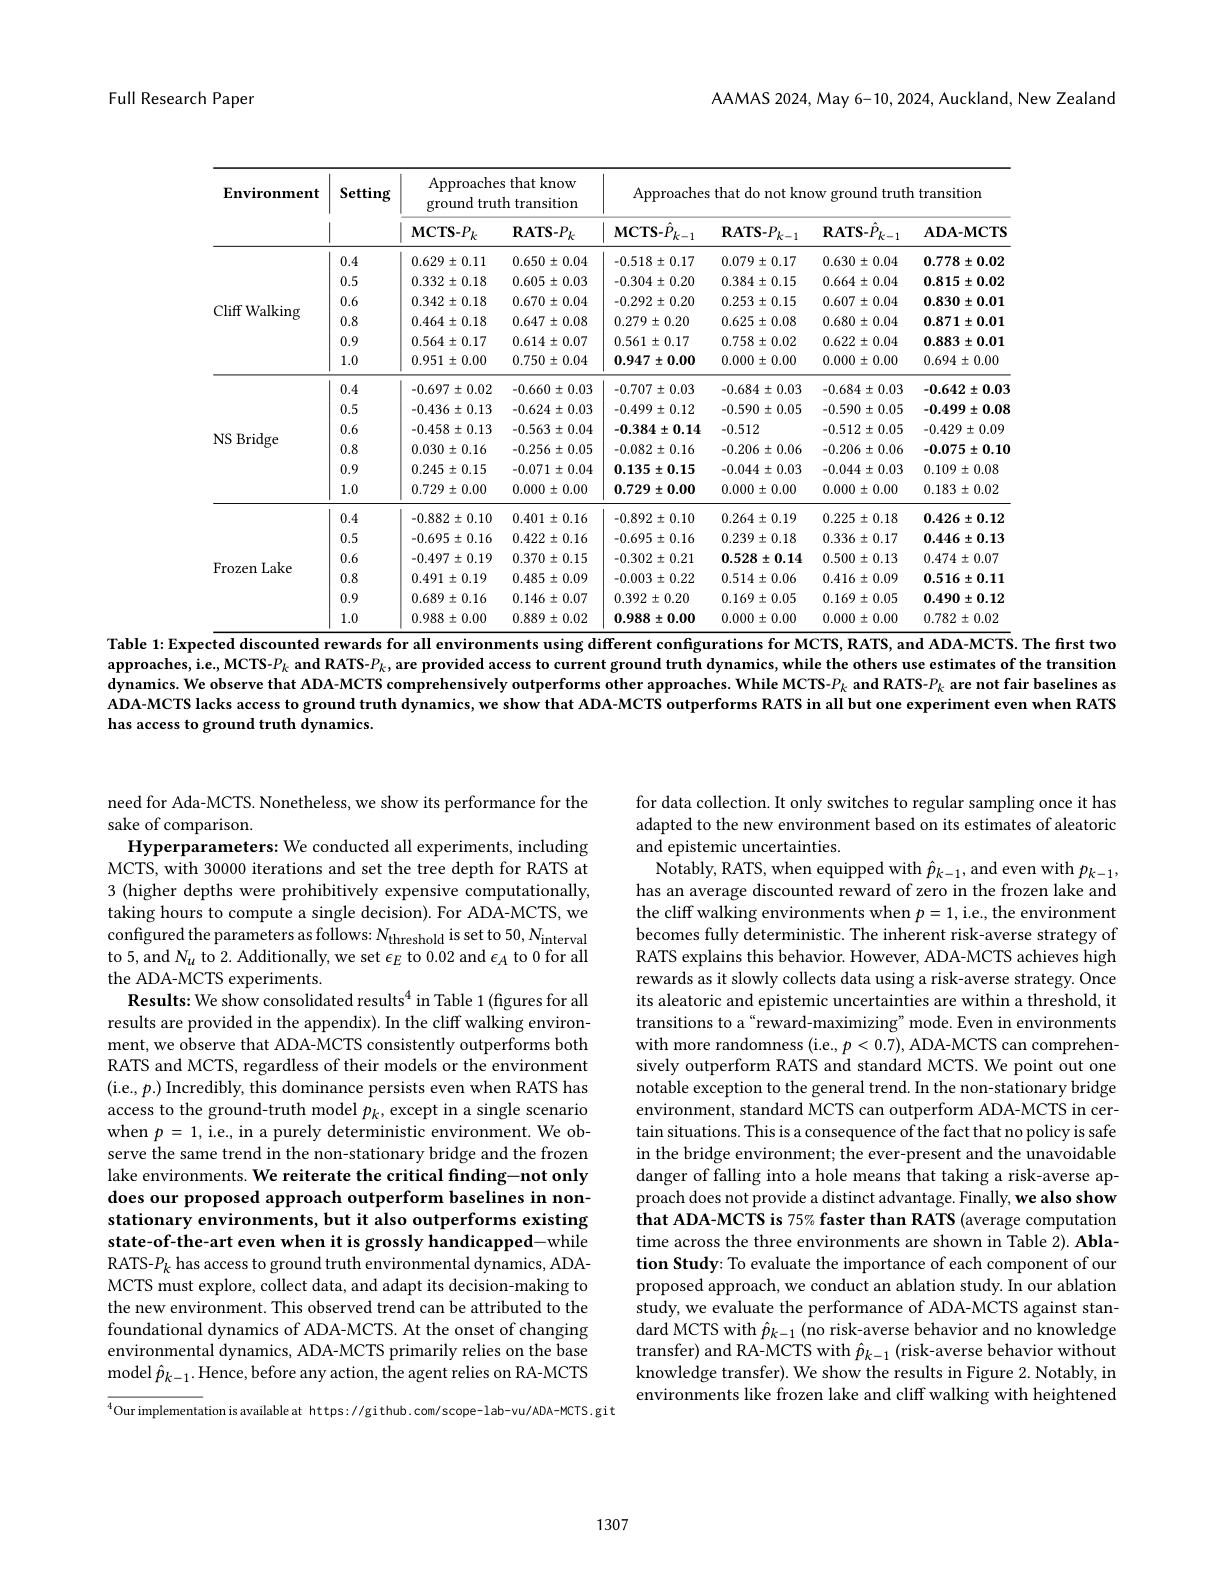 Full Research Paper
AAMAS 2024, May 6–10, 2024, Auckland, New Zealand
Environment Setting Approaches that know ground truth transition Approaches that do not know ground truth transition
MCTS-P_k RATS-P_k MCTS-P̂_{k−1} RATS-P_{k−1} RATS-P̂_{k−1} ADA-MCTS
Cliff Walking
0.4 0.629 ± 0.11 0.650 ± 0.04 -0.518 ± 0.17 0.079 ± 0.17 0.630 ± 0.04 0.778 ± 0.02
0.5 0.332 ± 0.18 0.605 ± 0.03 -0.304 ± 0.20 0.384 ± 0.15 0.664 ± 0.04 0.815 ± 0.02
0.6 0.342 ± 0.18 0.670 ± 0.04 -0.292 ± 0.20 0.253 ± 0.15 0.607 ± 0.04 0.830 ± 0.01
0.8 0.464 ± 0.18 0.647 ± 0.08 0.279 ± 0.20 0.625 ± 0.08 0.680 ± 0.04 0.871 ± 0.01
0.9 0.564 ± 0.17 0.614 ± 0.07 0.561 ± 0.17 0.758 ± 0.02 0.622 ± 0.04 0.883 ± 0.01
1.0 0.951 ± 0.00 0.750 ± 0.04 0.947 ± 0.00 0.000 ± 0.00 0.000 ± 0.00 0.694 ± 0.00
NS Bridge
0.4 -0.697 ± 0.02 -0.660 ± 0.03 -0.707 ± 0.03 -0.684 ± 0.03 -0.684 ± 0.03 -0.642 ± 0.03
0.5 -0.436 ± 0.13 -0.624 ± 0.03 -0.499 ± 0.12 -0.590 ± 0.05 -0.590 ± 0.05 -0.499 ± 0.08
0.6 -0.458 ± 0.13 -0.563 ± 0.04 -0.384 ± 0.14 -0.512 -0.512 ± 0.05 -0.429 ± 0.09
0.8 0.030 ± 0.16 -0.256 ± 0.05 -0.082 ± 0.16 -0.206 ± 0.06 -0.206 ± 0.06 -0.075 ± 0.10
0.9 0.245 ± 0.15 -0.071 ± 0.04 0.135 ± 0.15 -0.044 ± 0.03 -0.044 ± 0.03 0.109 ± 0.08
1.0 0.729 ± 0.00 0.000 ± 0.00 0.729 ± 0.00 0.000 ± 0.00 0.000 ± 0.00 0.183 ± 0.02
Frozen Lake
0.4 -0.882 ± 0.10 0.401 ± 0.16 -0.892 ± 0.10 0.264 ± 0.19 0.225 ± 0.18 0.426 ± 0.12
0.5 -0.695 ± 0.16 0.422 ± 0.16 -0.695 ± 0.16 0.239 ± 0.18 0.336 ± 0.17 0.446 ± 0.13
0.6 -0.497 ± 0.19 0.370 ± 0.15 -0.302 ± 0.21 0.528 ± 0.14 0.500 ± 0.13 0.474 ± 0.07
0.8 0.491 ± 0.19 0.485 ± 0.09 -0.003 ± 0.22 0.514 ± 0.06 0.416 ± 0.09 0.516 ± 0.11
0.9 0.689 ± 0.16 0.146 ± 0.07 0.392 ± 0.20 0.169 ± 0.05 0.169 ± 0.05 0.490 ± 0.12
1.0 0.988 ± 0.00 0.889 ± 0.02 0.988 ± 0.00 0.000 ± 0.00 0.000 ± 0.00 0.782 ± 0.02
Table 1: Expected discounted rewards for all environments using different configurations for MCTS, RATS, and ADA-MCTS. The first two
approaches, i.e., MCTS-P_k and RATS-P_k, are provided access to current ground truth dynamics, while the others use estimates of the transition
dynamics. We observe that ADA-MCTS comprehensively outperforms other approaches. While MCTS-P_k and RATS-P_k are not fair baselines as
ADA-MCTS lacks access to ground truth dynamics, we show that ADA-MCTS outperforms RATS in all but one experiment even when RATS
has access to ground truth dynamics.
need for Ada-MCTS. Nonetheless, we show its performance for the
sake of comparison.
Hyperparameters: We conducted all experiments, including
MCTS, with 30000 iterations and set the tree depth for RATS at
3 (higher depths were prohibitively expensive computationally,
taking hours to compute a single decision). For ADA-MCTS, we
configured the parameters as follows: N_threshold is set to 50, N_interval
to 5, and N_u to 2. Additionally, we set ϵ_E to 0.02 and ϵ_A to 0 for all
the ADA-MCTS experiments.
Results: We show consolidated results⁴ in Table 1 (figures for all
results are provided in the appendix). In the cliff walking environ-
ment, we observe that ADA-MCTS consistently outperforms both
RATS and MCTS, regardless of their models or the environment
(i.e., p.) Incredibly, this dominance persists even when RATS has
access to the ground-truth model p_k, except in a single scenario
when p = 1, i.e., in a purely deterministic environment. We ob-
serve the same trend in the non-stationary bridge and the frozen
lake environments. We reiterate the critical finding—not only
does our proposed approach outperform baselines in non-
stationary environments, but it also outperforms existing
state-of-the-art even when it is grossly handicapped—while
RATS-P_k has access to ground truth environmental dynamics, ADA-
MCTS must explore, collect data, and adapt its decision-making to
the new environment. This observed trend can be attributed to the
foundational dynamics of ADA-MCTS. At the onset of changing
environmental dynamics, ADA-MCTS primarily relies on the base
model p̂_{k−1}. Hence, before any action, the agent relies on RA-MCTS
⁴Our implementation is available at https://github.com/scope-lab-vu/ADA-MCTS.git
for data collection. It only switches to regular sampling once it has
adapted to the new environment based on its estimates of aleatoric
and epistemic uncertainties.
Notably, RATS, when equipped with p̂_{k−1}, and even with p_{k−1},
has an average discounted reward of zero in the frozen lake and
the cliff walking environments when p = 1, i.e., the environment
becomes fully deterministic. The inherent risk-averse strategy of
RATS explains this behavior. However, ADA-MCTS achieves high
rewards as it slowly collects data using a risk-averse strategy. Once
its aleatoric and epistemic uncertainties are within a threshold, it
transitions to a “reward-maximizing” mode. Even in environments
with more randomness (i.e., p < 0.7), ADA-MCTS can comprehen-
sively outperform RATS and standard MCTS. We point out one
notable exception to the general trend. In the non-stationary bridge
environment, standard MCTS can outperform ADA-MCTS in cer-
tain situations. This is a consequence of the fact that no policy is safe
in the bridge environment; the ever-present and the unavoidable
danger of falling into a hole means that taking a risk-averse ap-
proach does not provide a distinct advantage. Finally, we also show
that ADA-MCTS is 75% faster than RATS (average computation
time across the three environments are shown in Table 2). Abla-
tion Study: To evaluate the importance of each component of our
proposed approach, we conduct an ablation study. In our ablation
study, we evaluate the performance of ADA-MCTS against stan-
dard MCTS with p̂_{k−1} (no risk-averse behavior and no knowledge
transfer) and RA-MCTS with p̂_{k−1} (risk-averse behavior without
knowledge transfer). We show the results in Figure 2. Notably, in
environments like frozen lake and cliff walking with heightened
1307